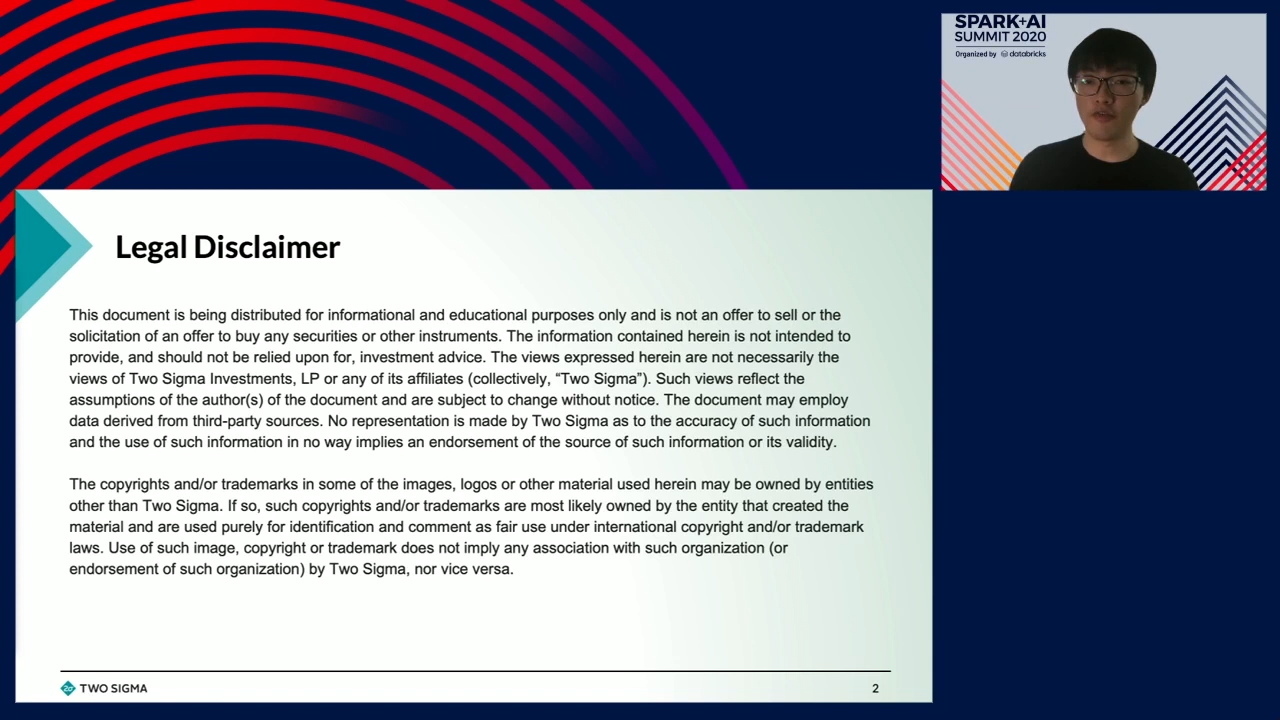 SPARK+AI
SUMMIT 2020
Organized by databricks
Legal Disclaimer
This document is being distributed for informational and educational purposes only and is not an offer to sell or the
solicitation of an offer to buy any securities or other instruments. The information contained herein is not intended to
provide, and should not be relied upon for, investment advice. The views expressed herein are not necessarily the
views of Two Sigma Investments, LP or any of its affiliates (collectively, “Two Sigma”). Such views reflect the
assumptions of the author(s) of the document and are subject to change without notice. The document may employ
data derived from third-party sources. No representation is made by Two Sigma as to the accuracy of such information
and the use of such information in no way implies an endorsement of the source of such information or its validity.
The copyrights and/or trademarks in some of the images, logos or other material used herein may be owned by entities
other than Two Sigma. If so, such copyrights and/or trademarks are most likely owned by the entity that created the
material and are used purely for identification and comment as fair use under international copyright and/or trademark
laws. Use of such image, copyright or trademark does not imply any association with such organization (or
endorsement of such organization) by Two Sigma, nor vice versa.
2σ TWO SIGMA
2